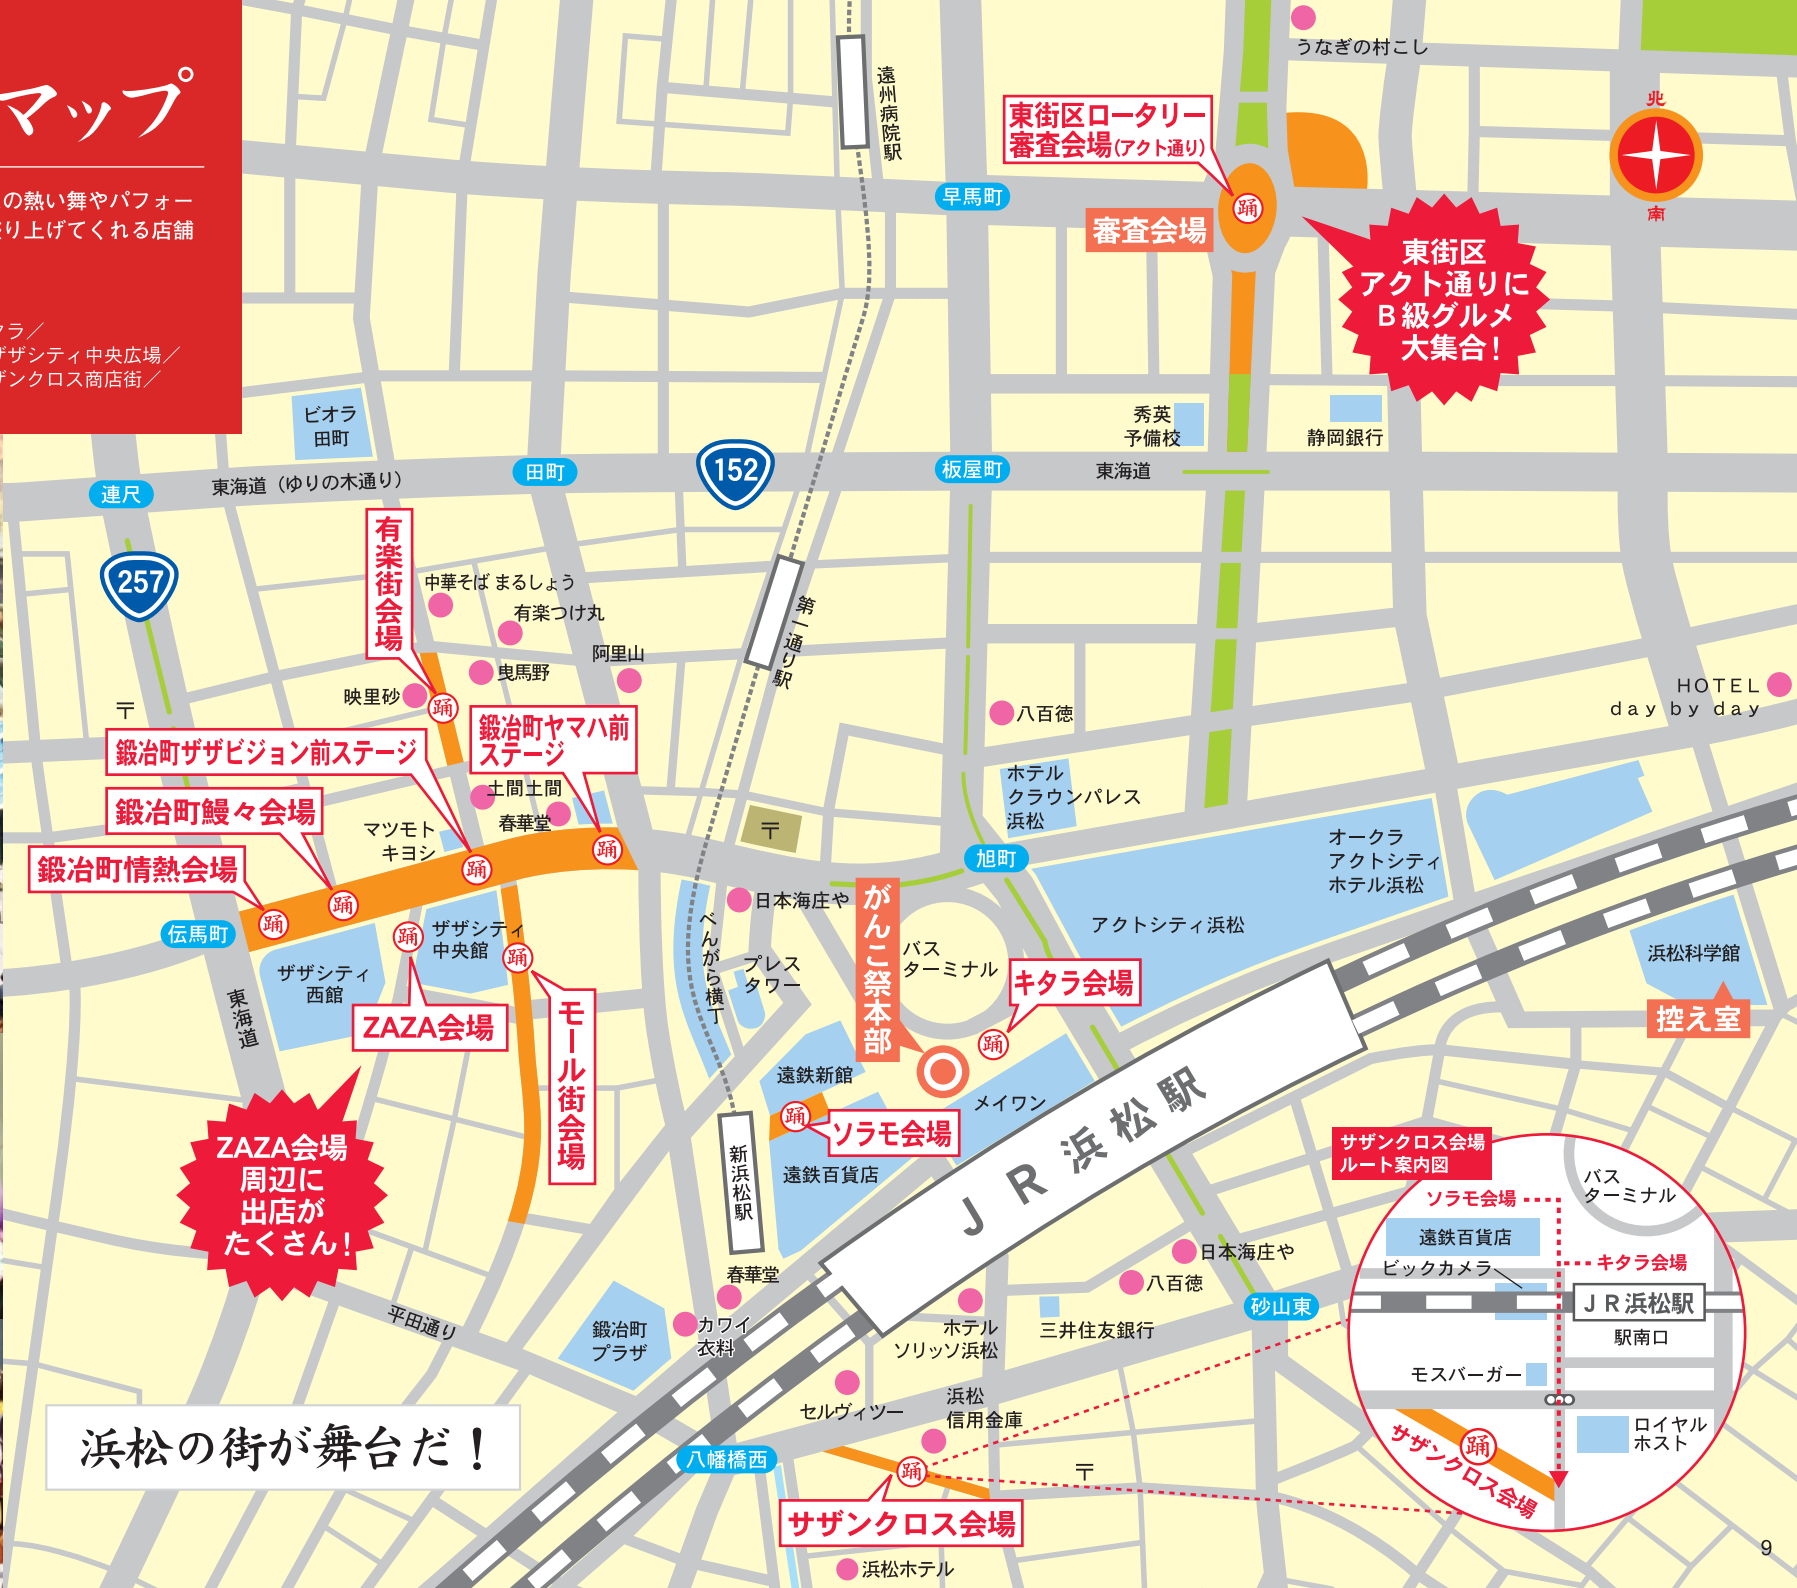 マップ
の熱い舞やパフォー
り上げてくれる店舗
クラ／
ザザシティ中央広場／
ザンクロス商店街／
うなぎの村こし
北
南
遠州病院駅
東街区ロータリー
審査会場(アクト通り)
踊
早馬町
審査会場
東街区
アクト通りに
B級グルメ
大集合！
ビオラ
田町
秀英
予備校
静岡銀行
連尺
東海道（ゆりの木通り）
田町
152
板屋町
東海道
257
有楽街会場
中華そば まるしょう
有楽つけ丸
第一通り駅
曳馬野
阿里山
映里砂
踊
〒
八百徳
HOTEL
day by day
鍛冶町ザザビジョン前ステージ
鍛冶町ヤマハ前
ステージ
土間土間
春華堂
鍛冶町鰻々会場
マツモト
キヨシ
鍛冶町情熱会場
踊
踊
踊
踊
〒
ホテル
クラウンパレス
浜松
旭町
オークラ
アクトシティ
ホテル浜松
アクトシティ浜松
伝馬町
踊
ザザシティ
中央館
踊
ザザシティ
西館
東海道
ZAZA会場
モール街会場
日本海庄や
べんがら横丁
プレス
タワー
がんこ祭本部
バス
ターミナル
キタラ会場
踊
浜松科学館
控え室
遠鉄新館
踊
ソラモ会場
メイワン
遠鉄百貨店
新浜松駅
JR浜松駅
ZAZA会場
周辺に
出店が
たくさん！
平田通り
春華堂
カワイ
衣料
鍛冶町
プラザ
日本海庄や
八百徳
砂山東
ホテル
ソリッソ浜松
三井住友銀行
セルヴィツー
浜松
信用金庫
八幡橋西
踊
〒
サザンクロス会場
浜松ホテル
浜松の街が舞台だ！
サザンクロス会場
ルート案内図
バス
ターミナル
ソラモ会場
遠鉄百貨店
ビックカメラ
キタラ会場
JR浜松駅
駅南口
モスバーガー
ロイヤル
ホスト
踊
サザンクロス会場
9